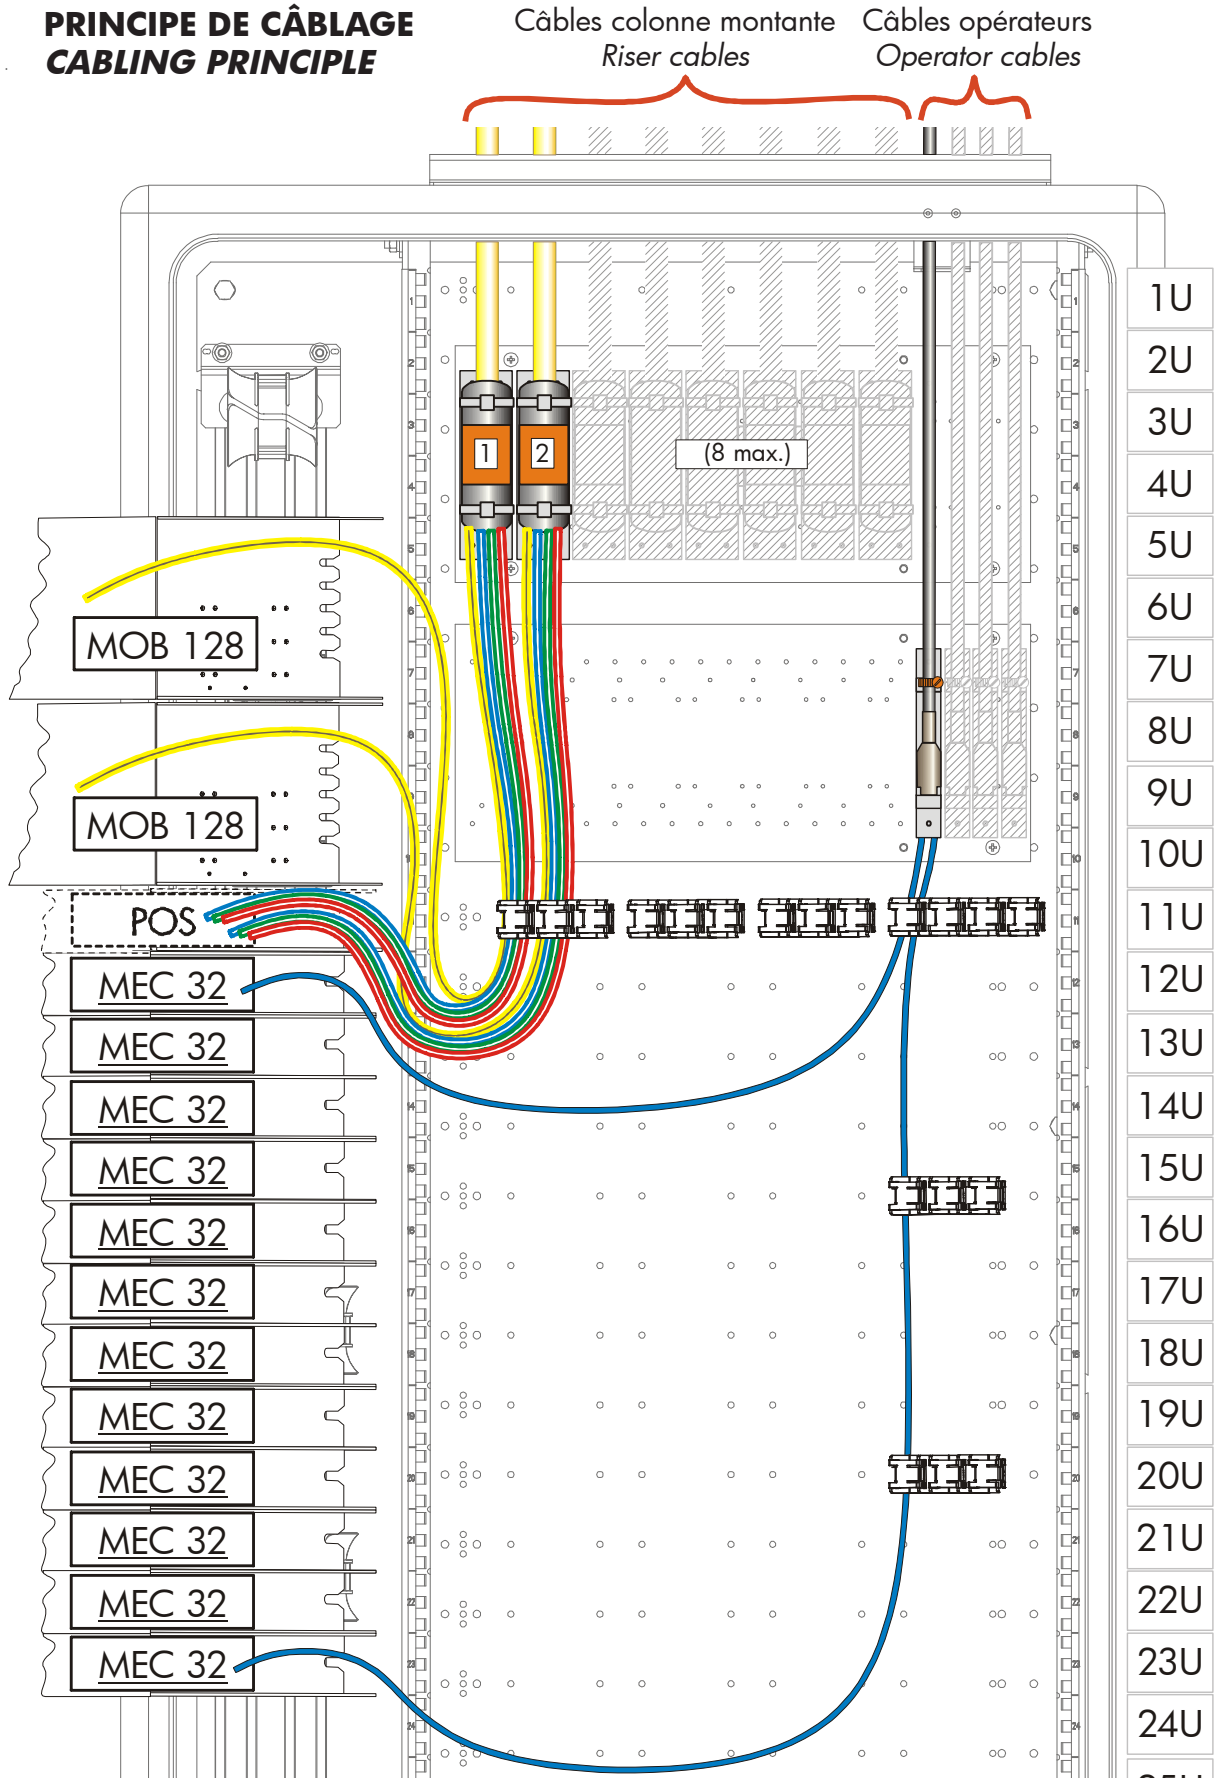 PRINCIPE DE CÂBLAGE
CABLING PRINCIPLE
Câbles colonne montante
Riser cables
Câbles opérateurs
Operator cables
1U
2U
3U
4U
5U
6U
7U
8U
9U
10U
11U
12U
13U
14U
15U
16U
17U
18U
19U
20U
21U
22U
23U
24U
1
2
(8 max.)
MOB 128
MOB 128
POS
MEC 32
MEC 32
MEC 32
MEC 32
MEC 32
MEC 32
MEC 32
MEC 32
MEC 32
MEC 32
MEC 32
MEC 32